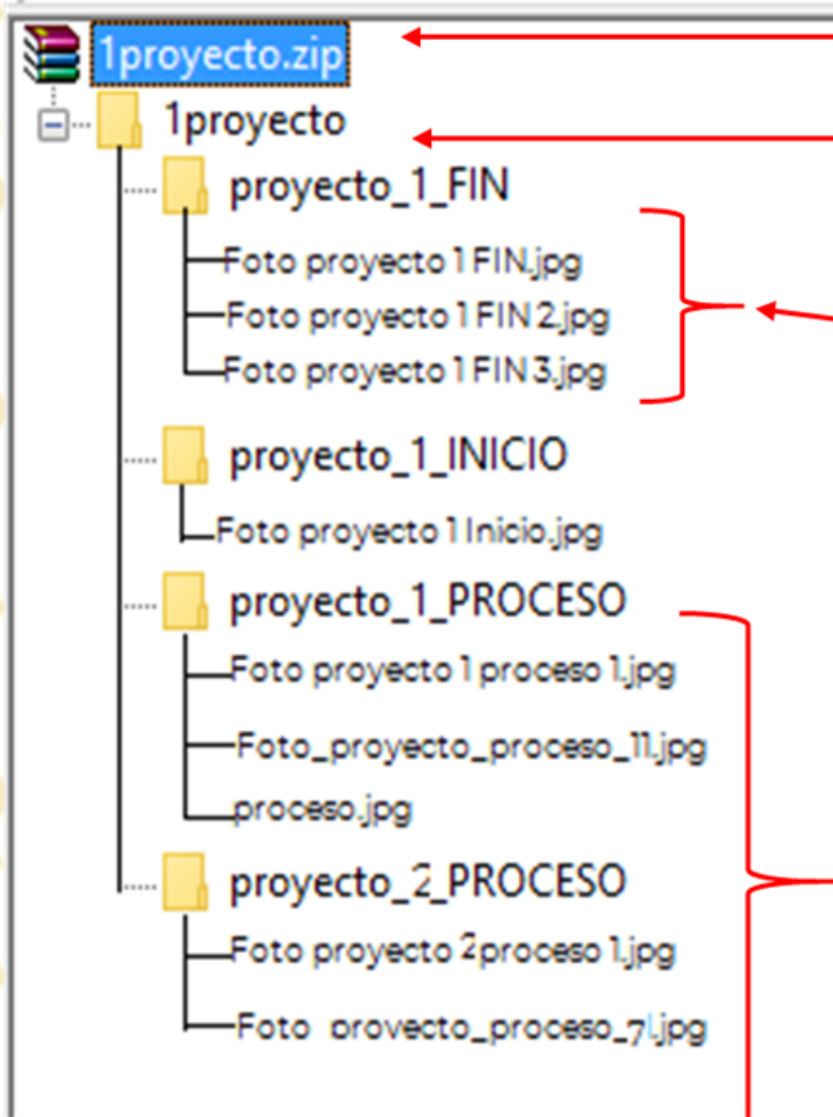 1proyecto.zip
1proyecto
proyecto_1_FIN
Foto proyecto 1 FIN.jpg
Foto proyecto 1 FIN 2.jpg
Foto proyecto 1 FIN 3.jpg
proyecto_1_INICIO
Foto proyecto 1 Inicio.jpg
proyecto_1_PROCESO
Foto proyecto 1 proceso 1.jpg
Foto_proyecto_proceso_11.jpg
proceso.jpg
proyecto_2_PROCESO
Foto proyecto 2proceso 1.jpg
Foto